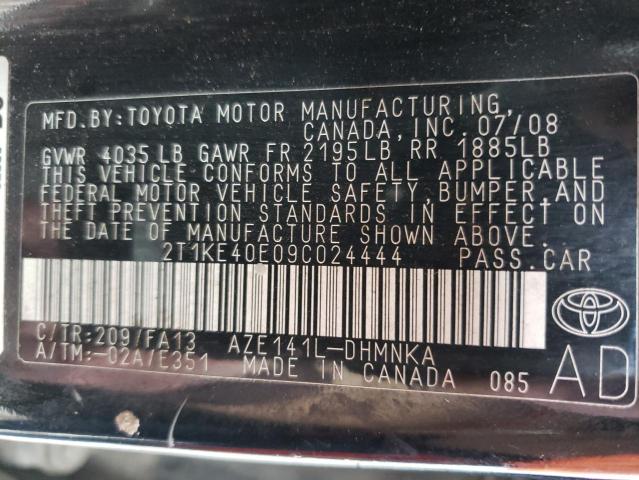 MFD.BY:TOYOTA MOTOR MANUFACTURING,
CANADA,INC. 07/08
GVWR 4035LB GAWR FR 2195LB RR 1885LB
THIS VEHICLE CONFORMS TO ALL APPLICABLE
FEDERAL MOTOR VEHICLE SAFETY,BUMPER,AND
THEFT PREVENTION STANDARDS IN EFFECT ON
THE DATE OF MANUFACTURE SHOWN ABOVE.
2T1KE40E09C024444 PASS.CAR
C/TR:209/FA13 AZE141L-DHMNKA
A/TM:-02A/E351 MADE IN CANADA 085
AD